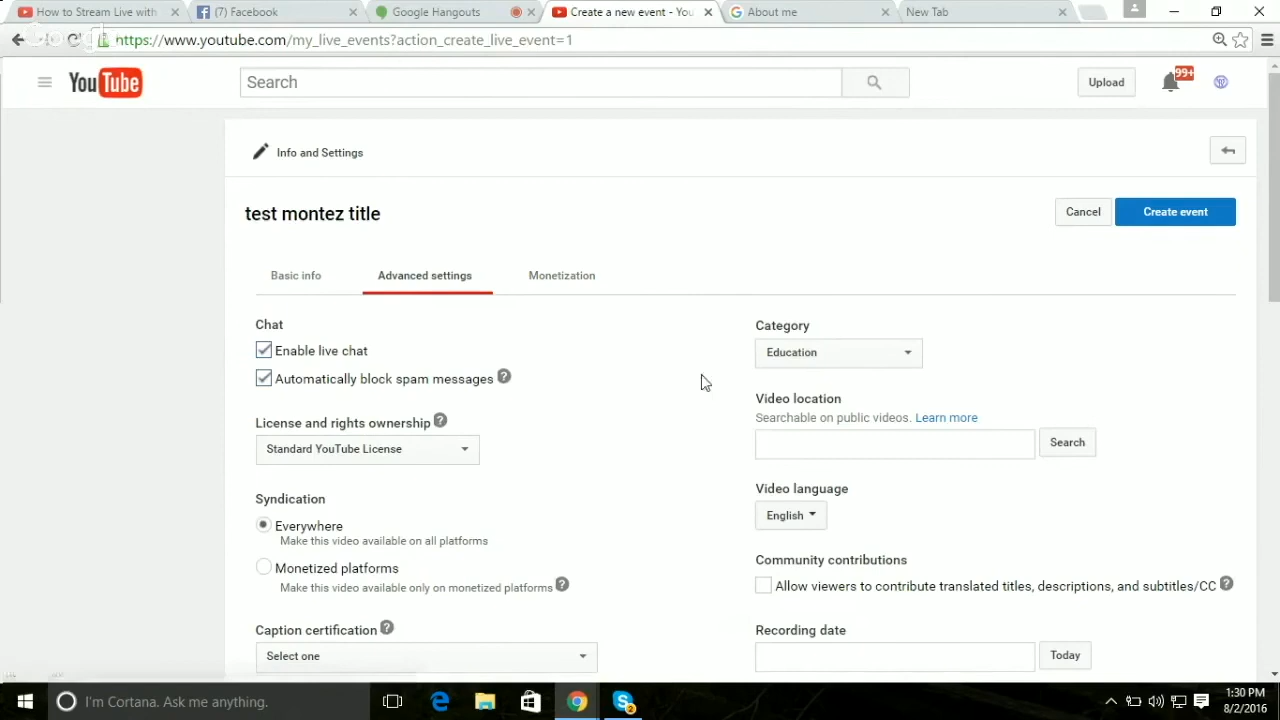 How to Stream Live with
(7) Facebook
Google Hangouts
Create a new event - You
About me
New Tab
https://www.youtube.com/my_live_events?action_create_live_event=1
YouTube
Search
Upload
99+
Info and Settings
test montez title
Cancel
Create event
Basic info
Advanced settings
Monetization
Chat
Enable live chat
Automatically block spam messages ?
License and rights ownership ?
Standard YouTube License
Syndication
Everywhere
Make this video available on all platforms
Monetized platforms
Make this video available only on monetized platforms ?
Caption certification ?
Select one
Category
Education
Video location
Searchable on public videos. Learn more
Search
Video language
English
Community contributions
Allow viewers to contribute translated titles, descriptions, and subtitles/CC ?
Recording date
Today
I'm Cortana. Ask me anything.
1:30 PM
8/2/2016